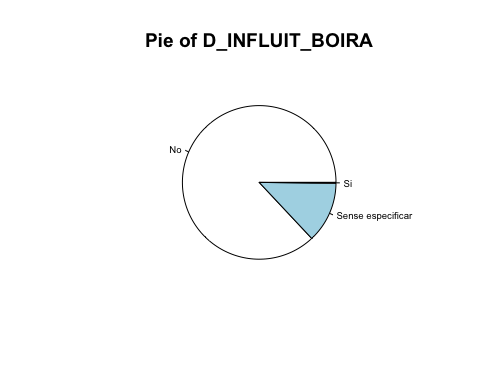 Pie of D_INFLUIT_BOIRA
No
Si
Sense especificar